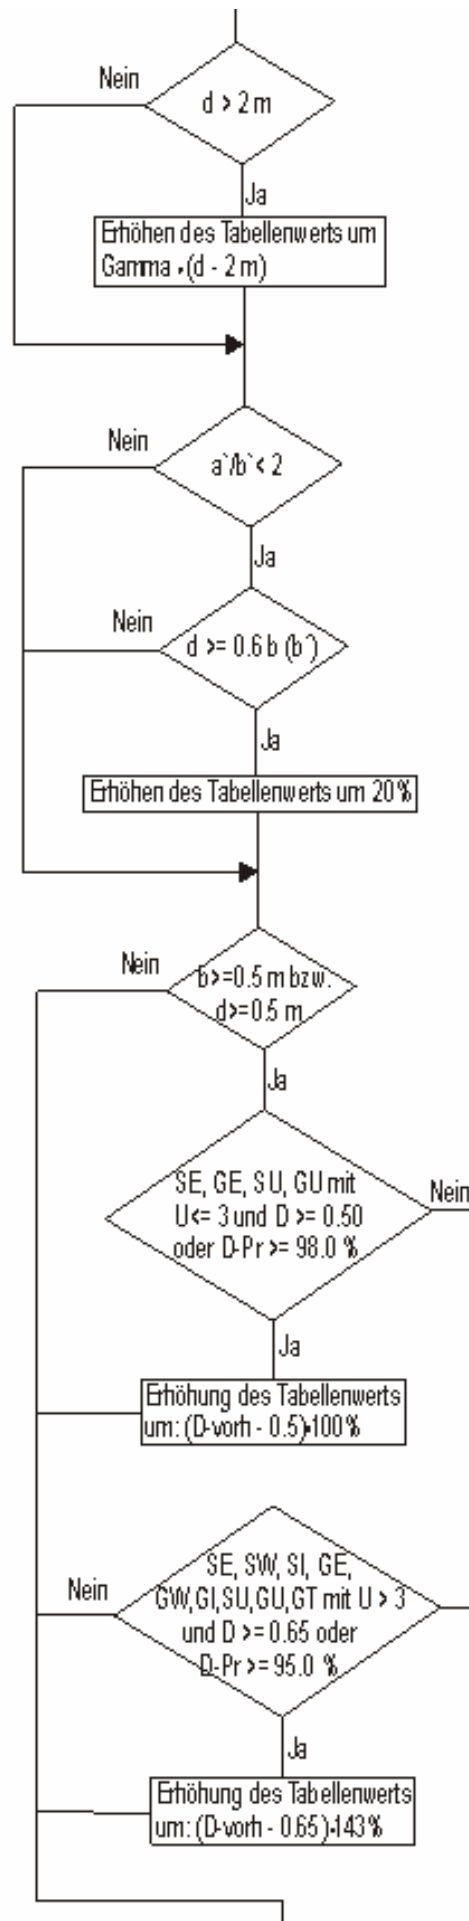 Nein
d > 2 m
Ja
Erhöhen des Tabellenwerts um
Gamma * (d - 2 m)
Nein
a`/b` < 2
Ja
Nein
d >= 0.6 b (b`)
Ja
Erhöhen des Tabellenwerts um 20 %
Nein
b>=0.5 m bzw.
d>=0.5 m
Ja
SE, GE, SU, GU mit
U<= 3 und D >= 0.50
oder D-Pr >= 98.0 %
Nein
Ja
Erhöhung des Tabellenwerts
um: (D-vorh - 0.5)*100%
SE, SW, SI, GE,
GW,GI,SU,GU,GT mit U > 3
und D >= 0.65 oder
D-Pr >= 95.0 %
Nein
Ja
Erhöhung des Tabellenwerts
um: (D-vorh - 0.65)*143%